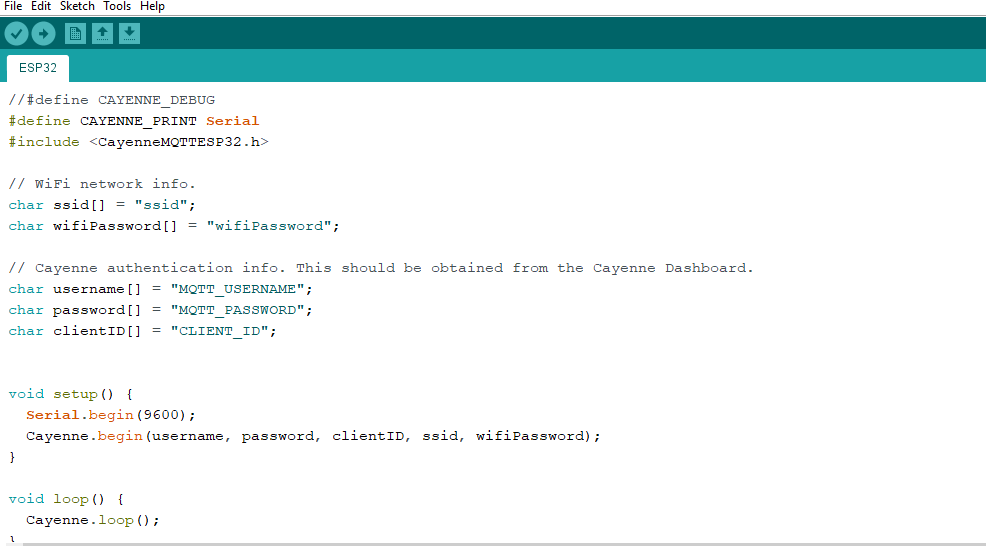 File Edit Sketch Tools Help
ESP32
//#define CAYENNE_DEBUG
#define CAYENNE_PRINT Serial
#include <CayenneMQTTESP32.h>
// WiFi network info.
char ssid[] = "ssid";
char wifiPassword[] = "wifiPassword";
// Cayenne authentication info. This should be obtained from the Cayenne Dashboard.
char username[] = "MQTT_USERNAME";
char password[] = "MQTT_PASSWORD";
char clientID[] = "CLIENT_ID";
void setup() {
  Serial.begin(9600);
  Cayenne.begin(username, password, clientID, ssid, wifiPassword);
}
void loop() {
  Cayenne.loop();
}